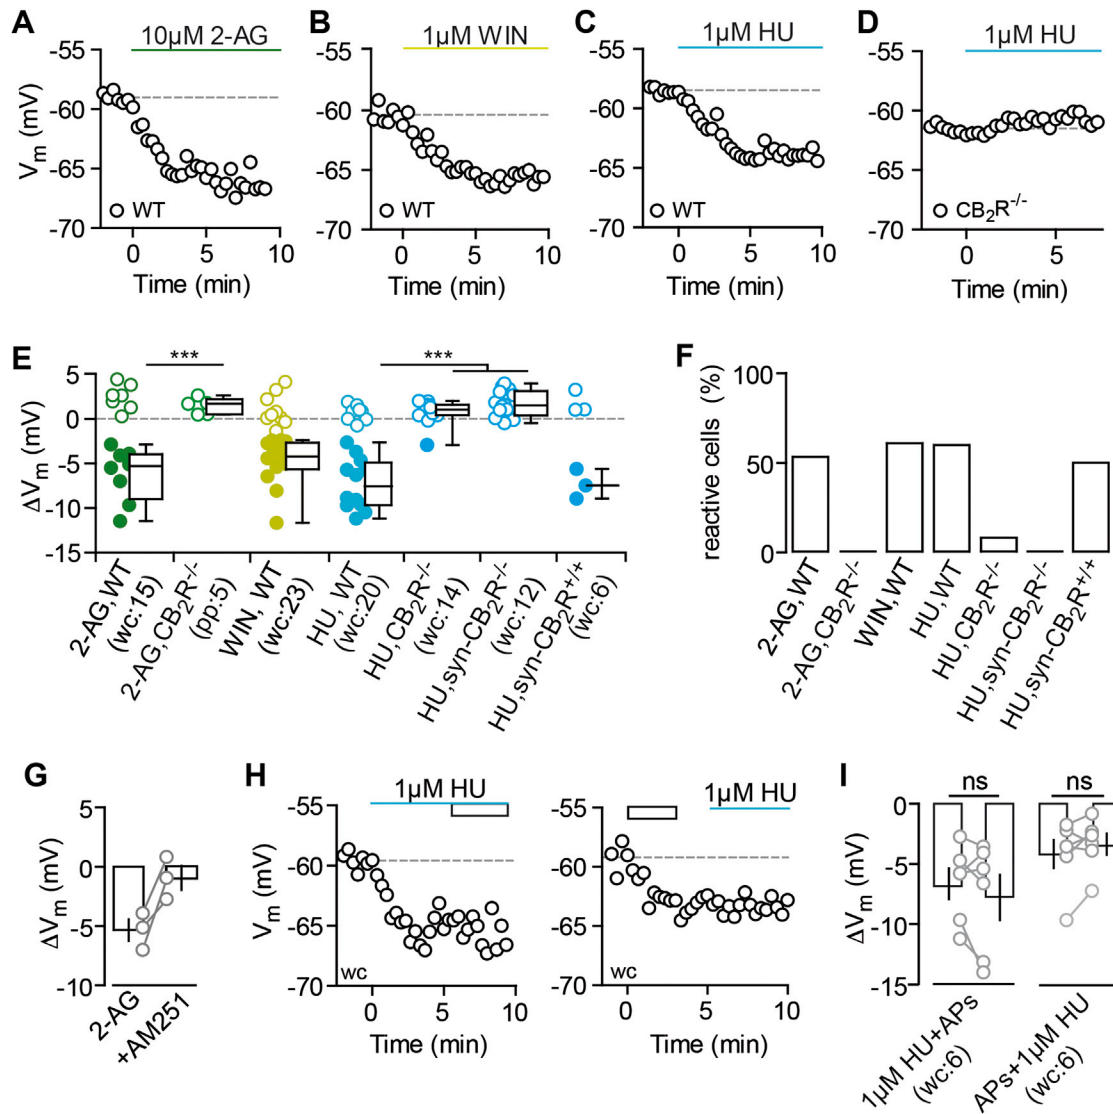 A
10µM 2-AG
-55
-60
-65
-70
Vm (mV)
WT
0
5
10
Time (min)
B
1µM WIN
-55
-60
-65
-70
WT
0
5
10
Time (min)
C
1µM HU
-55
-60
-65
-70
WT
0
5
10
Time (min)
D
1µM HU
-55
-60
-65
-70
CB2R-/-
0
5
Time (min)
E
5
0
-5
-10
-15
ΔVm (mV)
***
***
2-AG,WT
(wc:15)
2-AG,CB2R-/-
(pp:5)
WIN, WT
(wc:23)
HU, WT
(wc:20)
HU,CB2R-/-
(wc:14)
HU,syn-CB2R-/-
(wc:12)
HU,syn-CB2R+/+
(wc:6)
F
100
50
0
reactive cells (%)
2-AG,WT
2-AG,CB2R-/-
WIN,WT
HU,WT
HU,CB2R-/-
HU,syn-CB2R-/-
HU,syn-CB2R+/+
G
5
0
-5
-10
ΔVm (mV)
2-AG
+AM251
H
1µM HU
-55
-60
-65
-70
Vm (mV)
wc
0
5
10
Time (min)
1µM HU
-55
-60
-65
-70
wc
0
5
10
Time (min)
I
ns
ns
0
-5
-10
-15
ΔVm (mV)
1µM HU+APs
(wc:6)
APs+1µM HU
(wc:6)